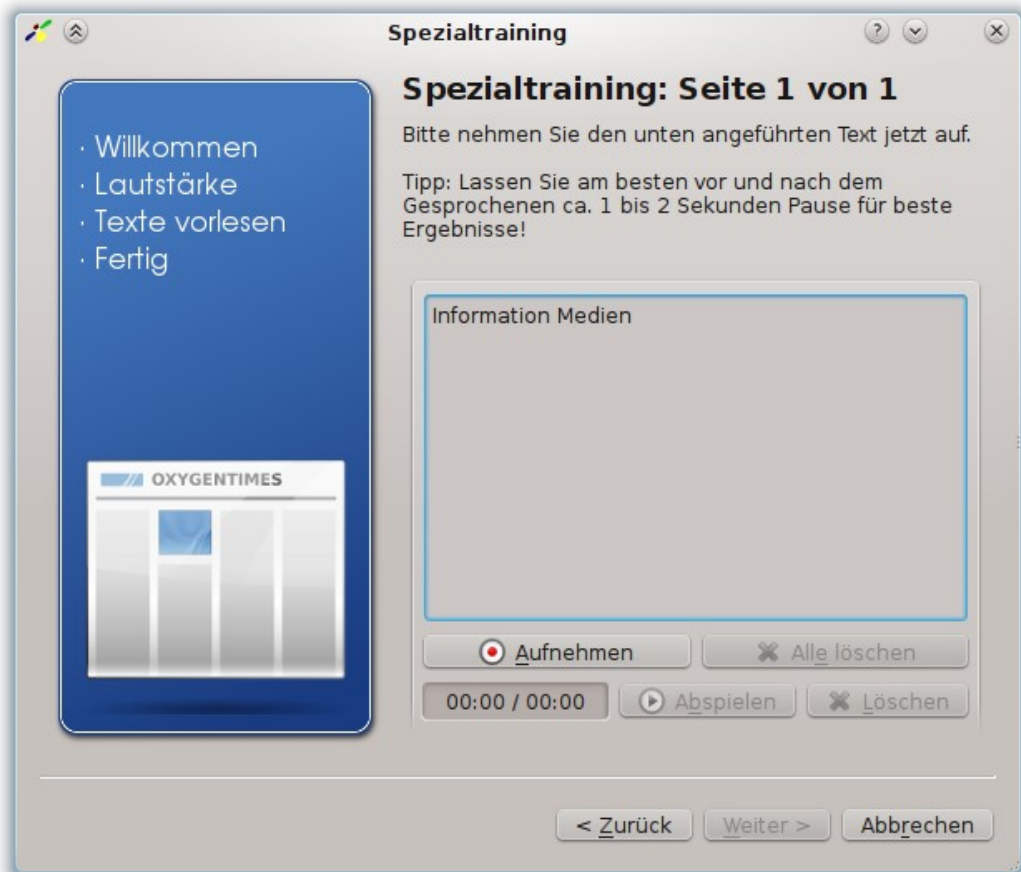 Spezialtraining
· Willkommen
· Lautstärke
· Texte vorlesen
· Fertig
OXYGENTIMES
Spezialtraining: Seite 1 von 1
Bitte nehmen Sie den unten angeführten Text jetzt auf.
Tipp: Lassen Sie am besten vor und nach dem
Gesprochenen ca. 1 bis 2 Sekunden Pause für beste
Ergebnisse!
Information Medien
Aufnehmen
Alle löschen
00:00 / 00:00
Abspielen
Löschen
< Zurück
Weiter >
Abbrechen